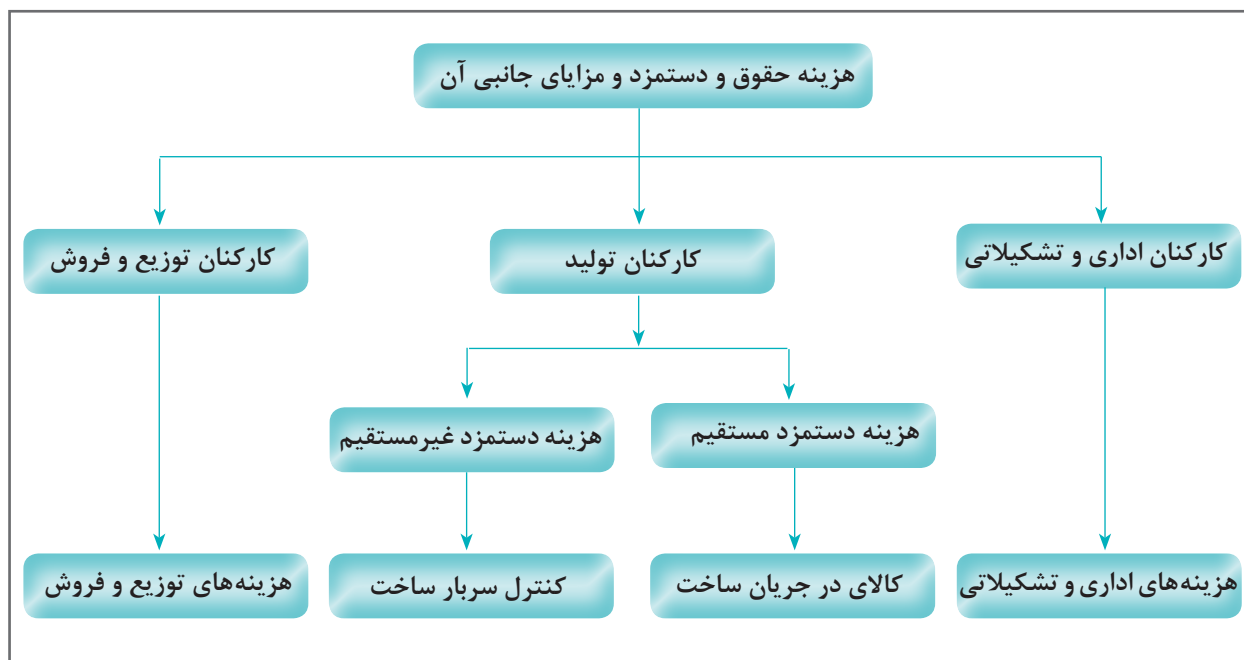 هزینه حقوق و دستمزد و مزایای جانبی آن
کارکنان اداری و تشکیلاتی
کارکنان تولید
کارکنان توزیع و فروش
هزینه دستمزد مستقیم
هزینه دستمزد غیرمستقیم
هزینه‌های اداری و تشکیلاتی
کالای در جریان ساخت
کنترل سربار ساخت
هزینه‌های توزیع و فروش